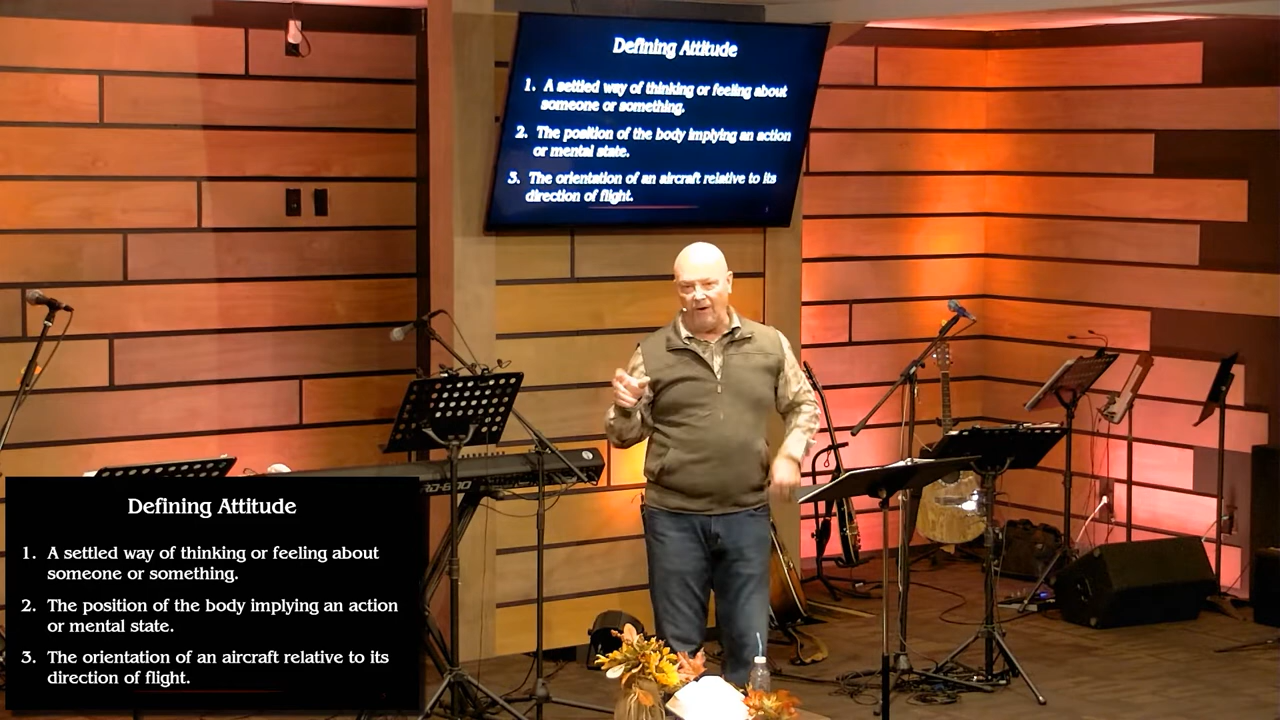 Defining Attitude
1. A settled way of thinking or feeling about
someone or something.
2. The position of the body implying an action
or mental state.
3. The orientation of an aircraft relative to its
direction of flight.
RD-800
Defining Attitude
1. A settled way of thinking or feeling about
someone or something.
2. The position of the body implying an action
or mental state.
3. The orientation of an aircraft relative to its
direction of flight.